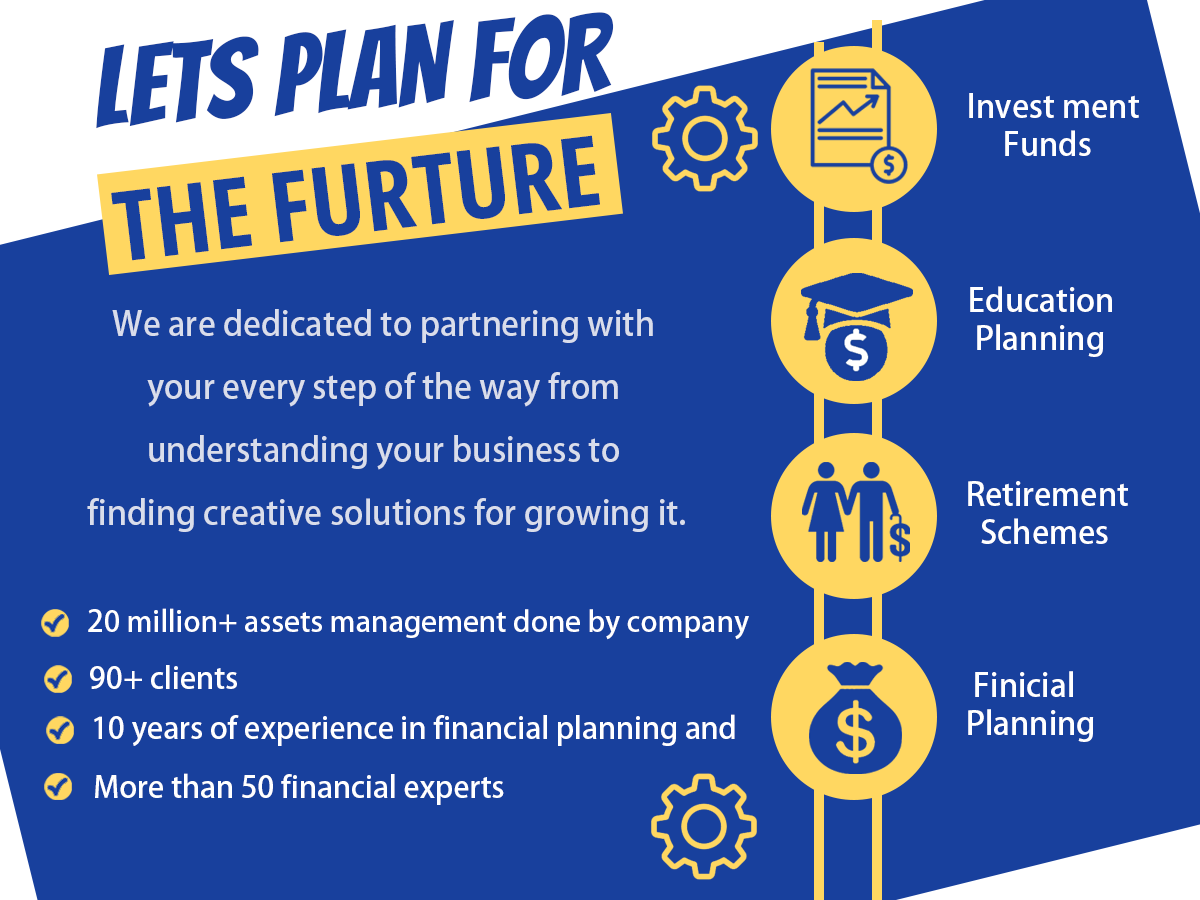 LETS PLAN FOR
THE FURTURE
We are dedicated to partnering with
your every step of the way from
understanding your business to
finding creative solutions for growing it.
20 million+ assets management done by company
90+ clients
10 years of experience in financial planning and
More than 50 financial experts
$
Invest ment
Funds
$
Education
Planning
$
Retirement
Schemes
$
Finicial
Planning